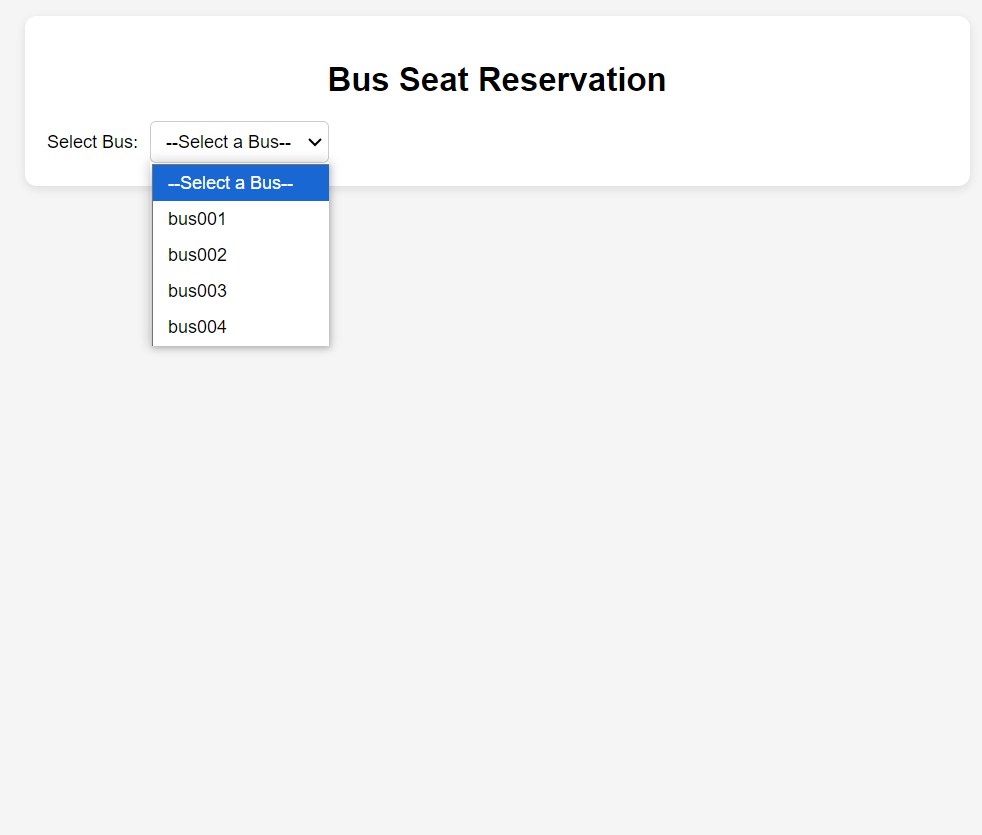 Bus Seat Reservation
Select Bus: --Select a Bus--
--Select a Bus--
bus001
bus002
bus003
bus004